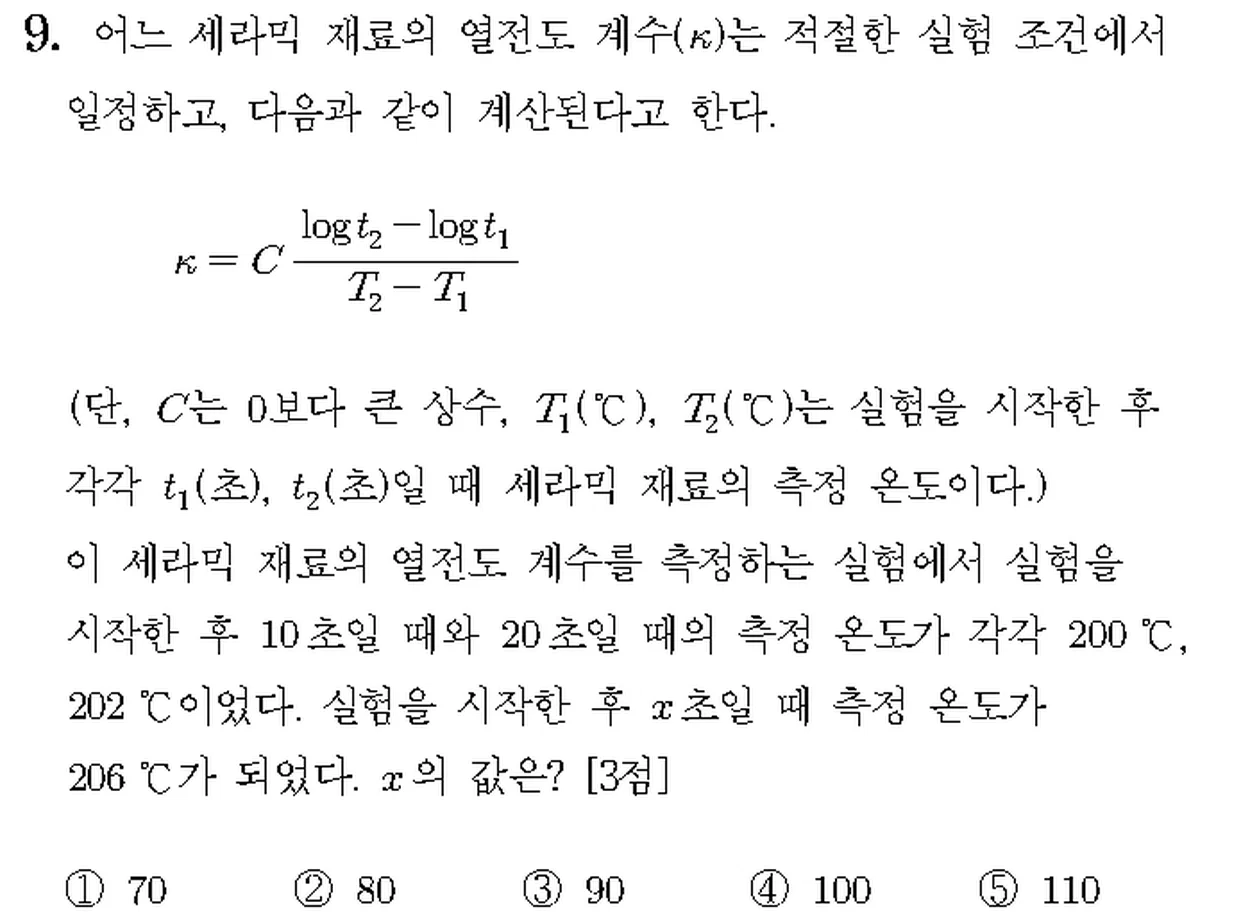 9. 어느 세라믹 재료의 열전도 계수(κ)는 적절한 실험 조건에서
일정하고, 다음과 같이 계산된다고 한다.
κ = C (log t₂ − log t₁) / (T₂ − T₁)
(단, C는 0보다 큰 상수, T₁(℃), T₂(℃)는 실험을 시작한 후
각각 t₁(초), t₂(초)일 때 세라믹 재료의 측정 온도이다.)
이 세라믹 재료의 열전도 계수를 측정하는 실험에서 실험을
시작한 후 10초일 때와 20초일 때의 측정 온도가 각각 200 ℃,
202 ℃이었다. 실험을 시작한 후 x초일 때 측정 온도가
206 ℃가 되었다. x의 값은? [3점]
① 70 ② 80 ③ 90 ④ 100 ⑤ 110